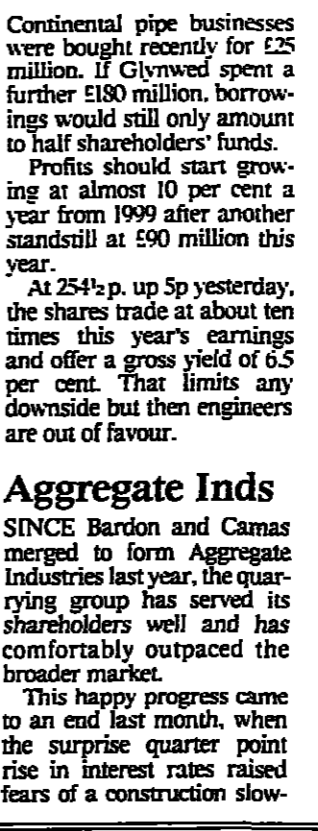 Continental pipe businesses
were bought recently for £25
million. If Glynwed spent a
further £180 million, borrow-
ings would still only amount
to half shareholders' funds.
Profits should start grow-
ing at almost 10 per cent a
year from 1999 after another
standstill at £90 million this
year.
At 254½p, up 5p yesterday,
the shares trade at about ten
times this year's earnings
and offer a gross yield of 6.5
per cent. That limits any
downside but then engineers
are out of favour.
Aggregate Inds
SINCE Bardon and Camas
merged to form Aggregate
Industries last year, the quar-
rying group has served its
shareholders well and has
comfortably outpaced the
broader market.
This happy progress came
to an end last month, when
the surprise quarter point
rise in interest rates raised
fears of a construction slow-